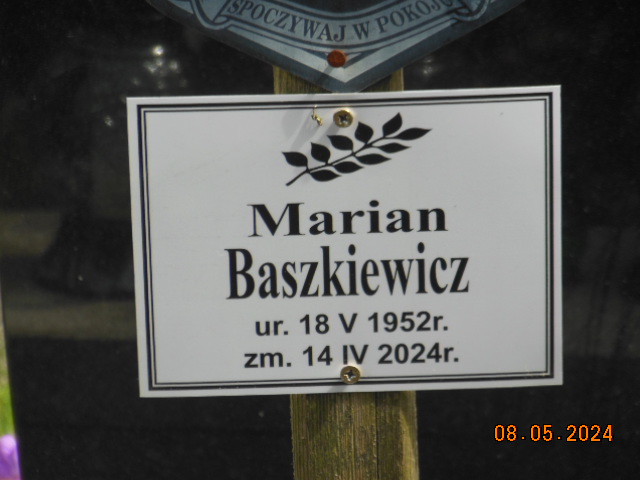 SPOCZYWAJ W POKOJU
Marian
Baszkiewicz
ur. 18 V 1952r.
zm. 14 IV 2024r.
08.05.2024